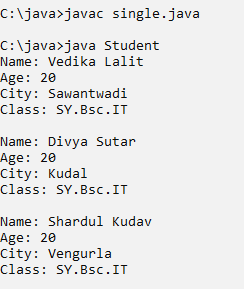 C:\java>javac single.java
C:\java>java Student
Name: Vedika Lalit
Age: 20
City: Sawantwadi
Class: SY.Bsc.IT
Name: Divya Sutar
Age: 20
City: Kudal
Class: SY.Bsc.IT
Name: Shardul Kudav
Age: 20
City: Vengurla
Class: SY.Bsc.IT